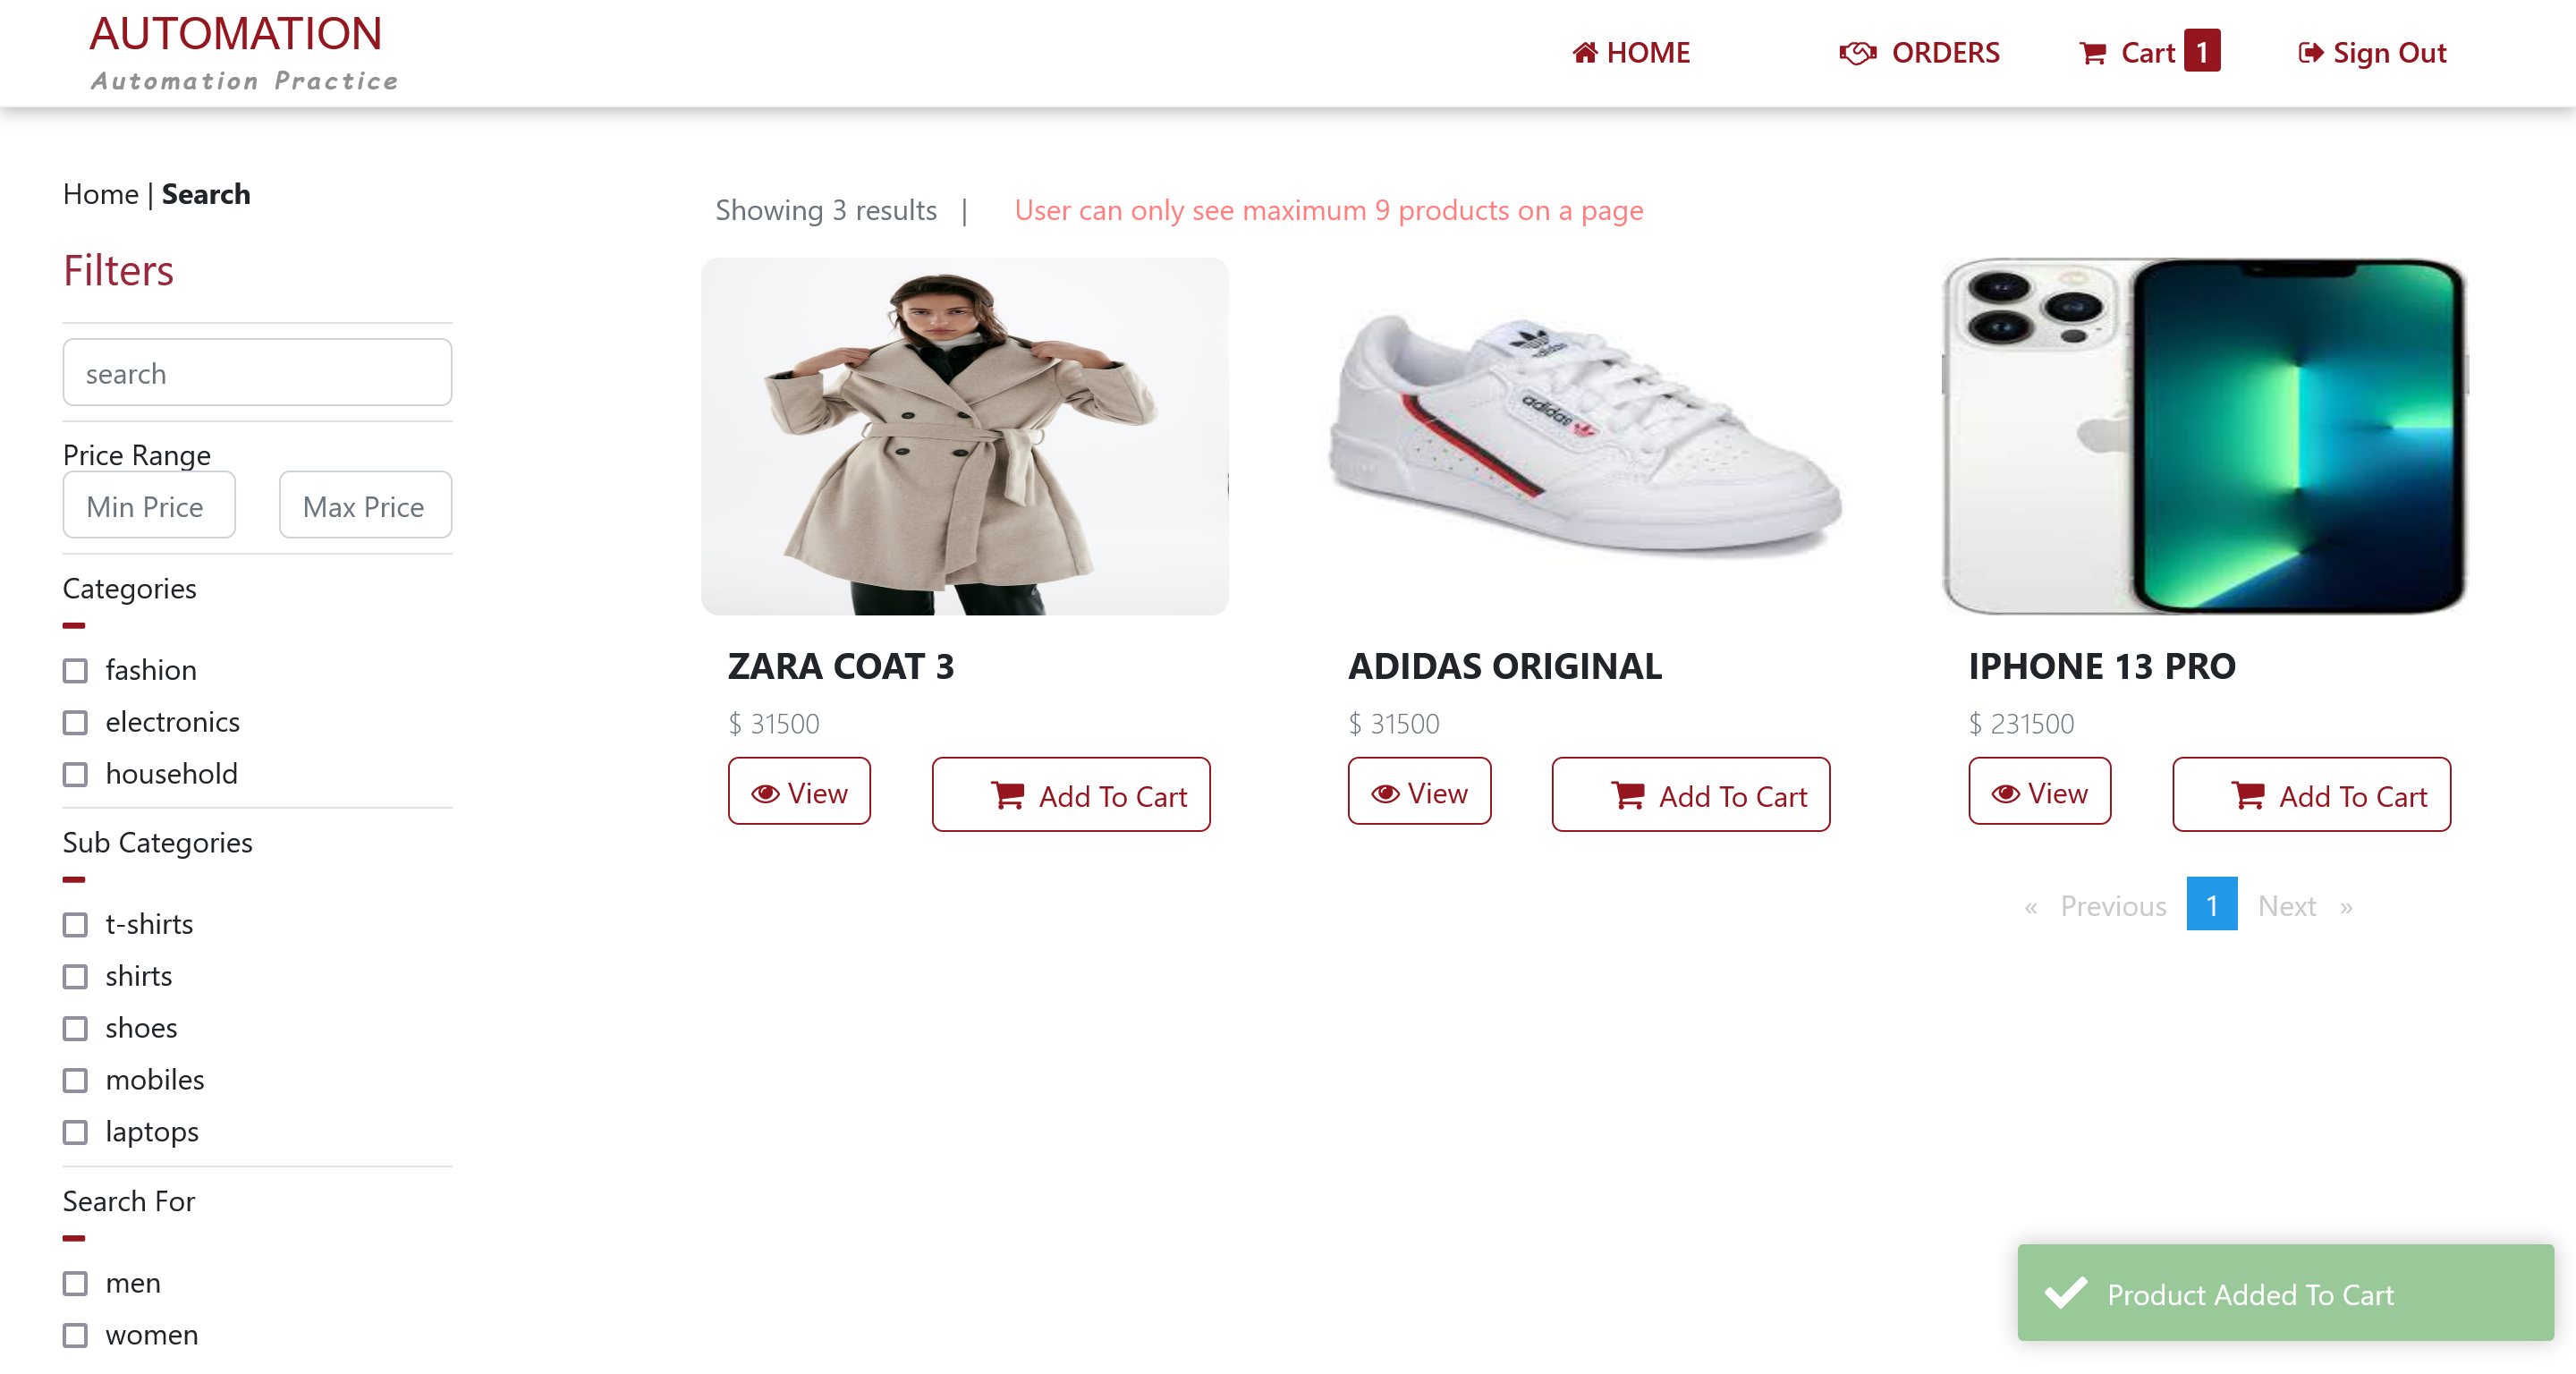 AUTOMATION
Automation Practice
HOME
ORDERS
Cart 1
Sign Out
Home | Search
Showing 3 results |
User can only see maximum 9 products on a page
Filters
search
Price Range
Min Price
Max Price
Categories
fashion
electronics
household
Sub Categories
t-shirts
shirts
shoes
mobiles
laptops
Search For
men
women
adidas
adidas
ZARA COAT 3
$ 31500
View
Add To Cart
ADIDAS ORIGINAL
$ 31500
View
Add To Cart
IPHONE 13 PRO
$ 231500
View
Add To Cart
« Previous 1 Next »
Product Added To Cart